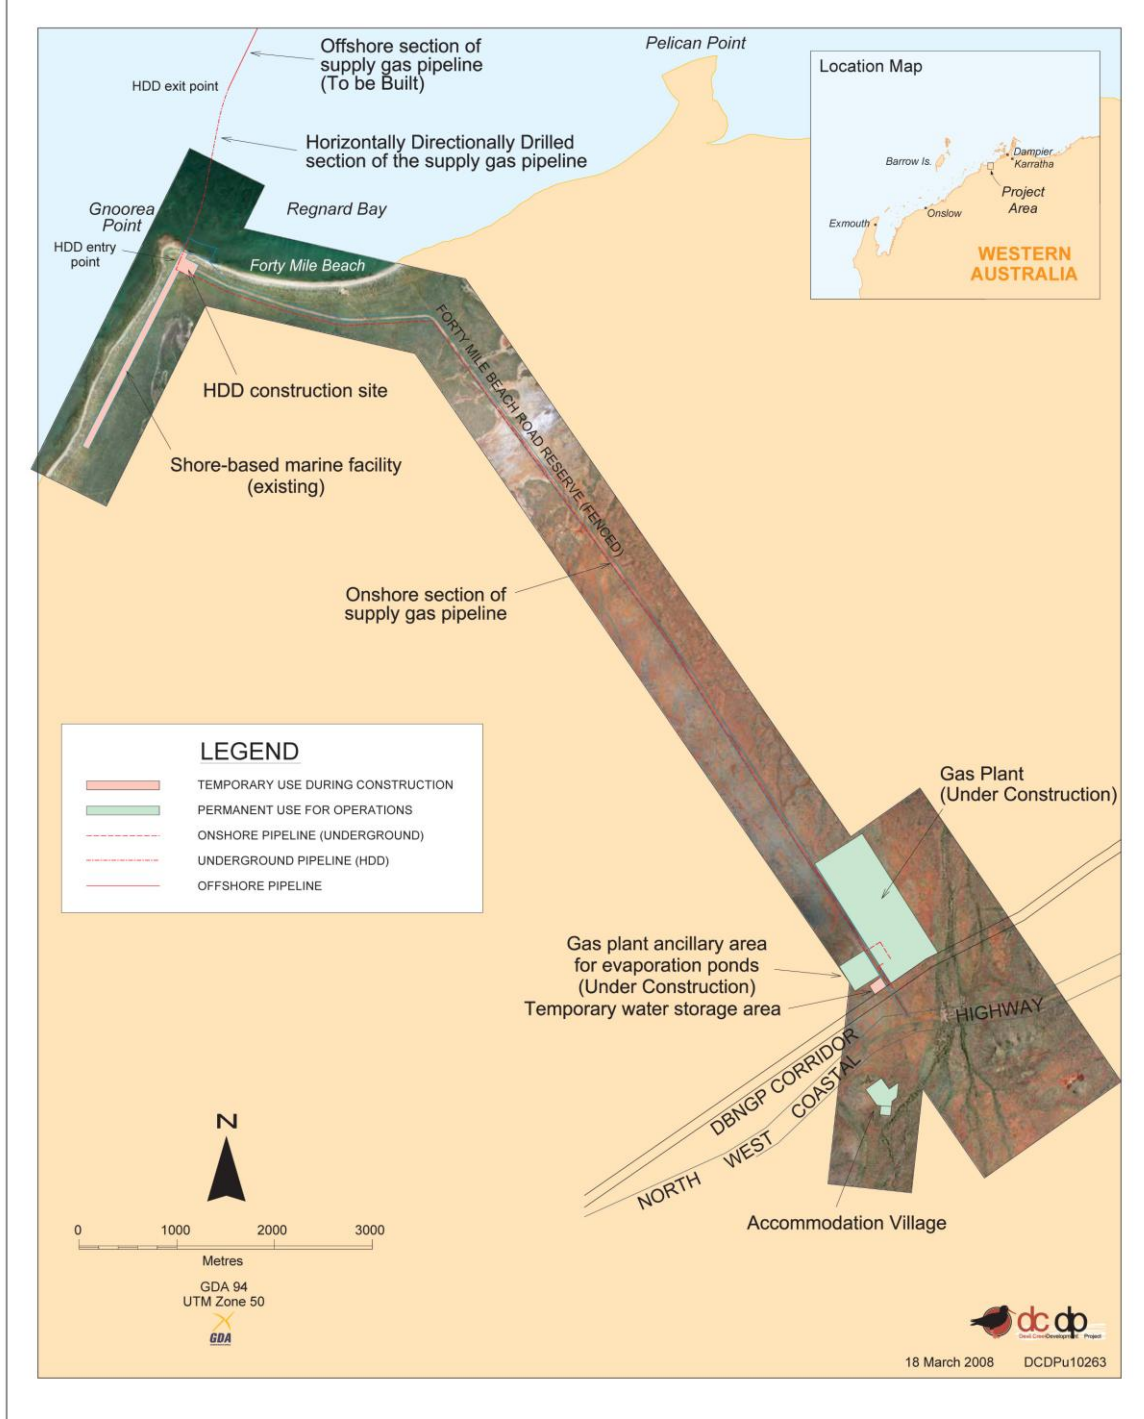 Offshore section of
supply gas pipeline
(To be Built)
Pelican Point
HDD exit point
Horizontally Directionally Drilled
section of the supply gas pipeline
Location Map
Barrow Is.
Dampier
Karratha
Project
Area
Onslow
Exmouth
WESTERN
AUSTRALIA
Gnoorea
Point
Regnard Bay
HDD entry
point
Forty Mile Beach
FORTY MILE BEACH ROAD RESERVE (FENCED)
HDD construction site
Shore-based marine facility
(existing)
Onshore section of
supply gas pipeline
LEGEND
TEMPORARY USE DURING CONSTRUCTION
PERMANENT USE FOR OPERATIONS
ONSHORE PIPELINE (UNDERGROUND)
UNDERGROUND PIPELINE (HDD)
OFFSHORE PIPELINE
Gas Plant
(Under Construction)
Gas plant ancillary area
for evaporation ponds
(Under Construction)
Temporary water storage area
DBNGP CORRIDOR
NORTH WEST COASTAL HIGHWAY
Accommodation Village
N
0 1000 2000 3000
Metres
GDA 94
UTM Zone 50
GDA
dc dp
Devil Creek Development Project
18 March 2008 DCDPu10263